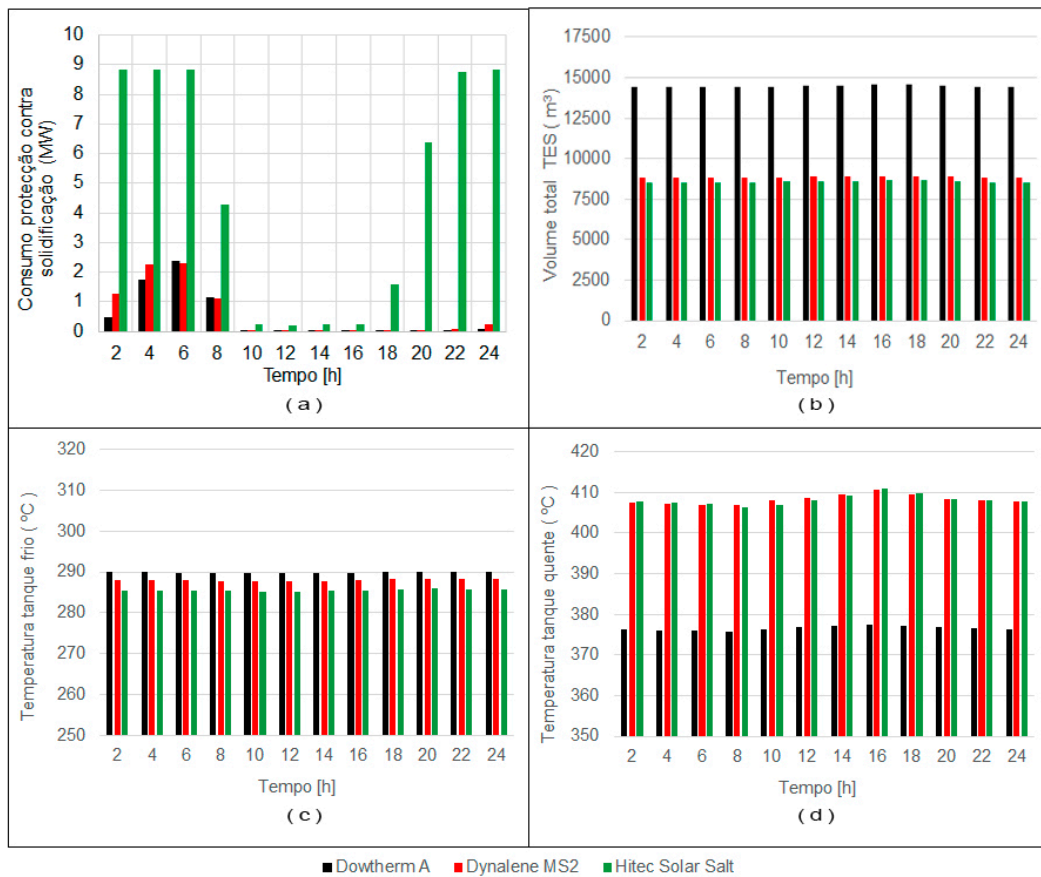 Consumo protecção contra
solidificação (MW)
10
9
8
7
6
5
4
3
2
1
0
2 4 6 8 10 12 14 16 18 20 22 24
Tempo [h]
( a )
Volume total TES ( m³)
17500
15000
12500
10000
7500
5000
2500
0
2 4 6 8 10 12 14 16 18 20 22 24
Tempo [h]
( b )
Temperatura tanque frio ( ºC )
320
310
300
290
280
270
260
250
2 4 6 8 10 12 14 16 18 20 22 24
Tempo [h]
( c )
Temperatura tanque quente ( ºC )
420
410
400
390
380
370
360
350
2 4 6 8 10 12 14 16 18 20 22 24
Tempo [h]
( d )
Dowtherm A Dynalene MS2 Hitec Solar Salt